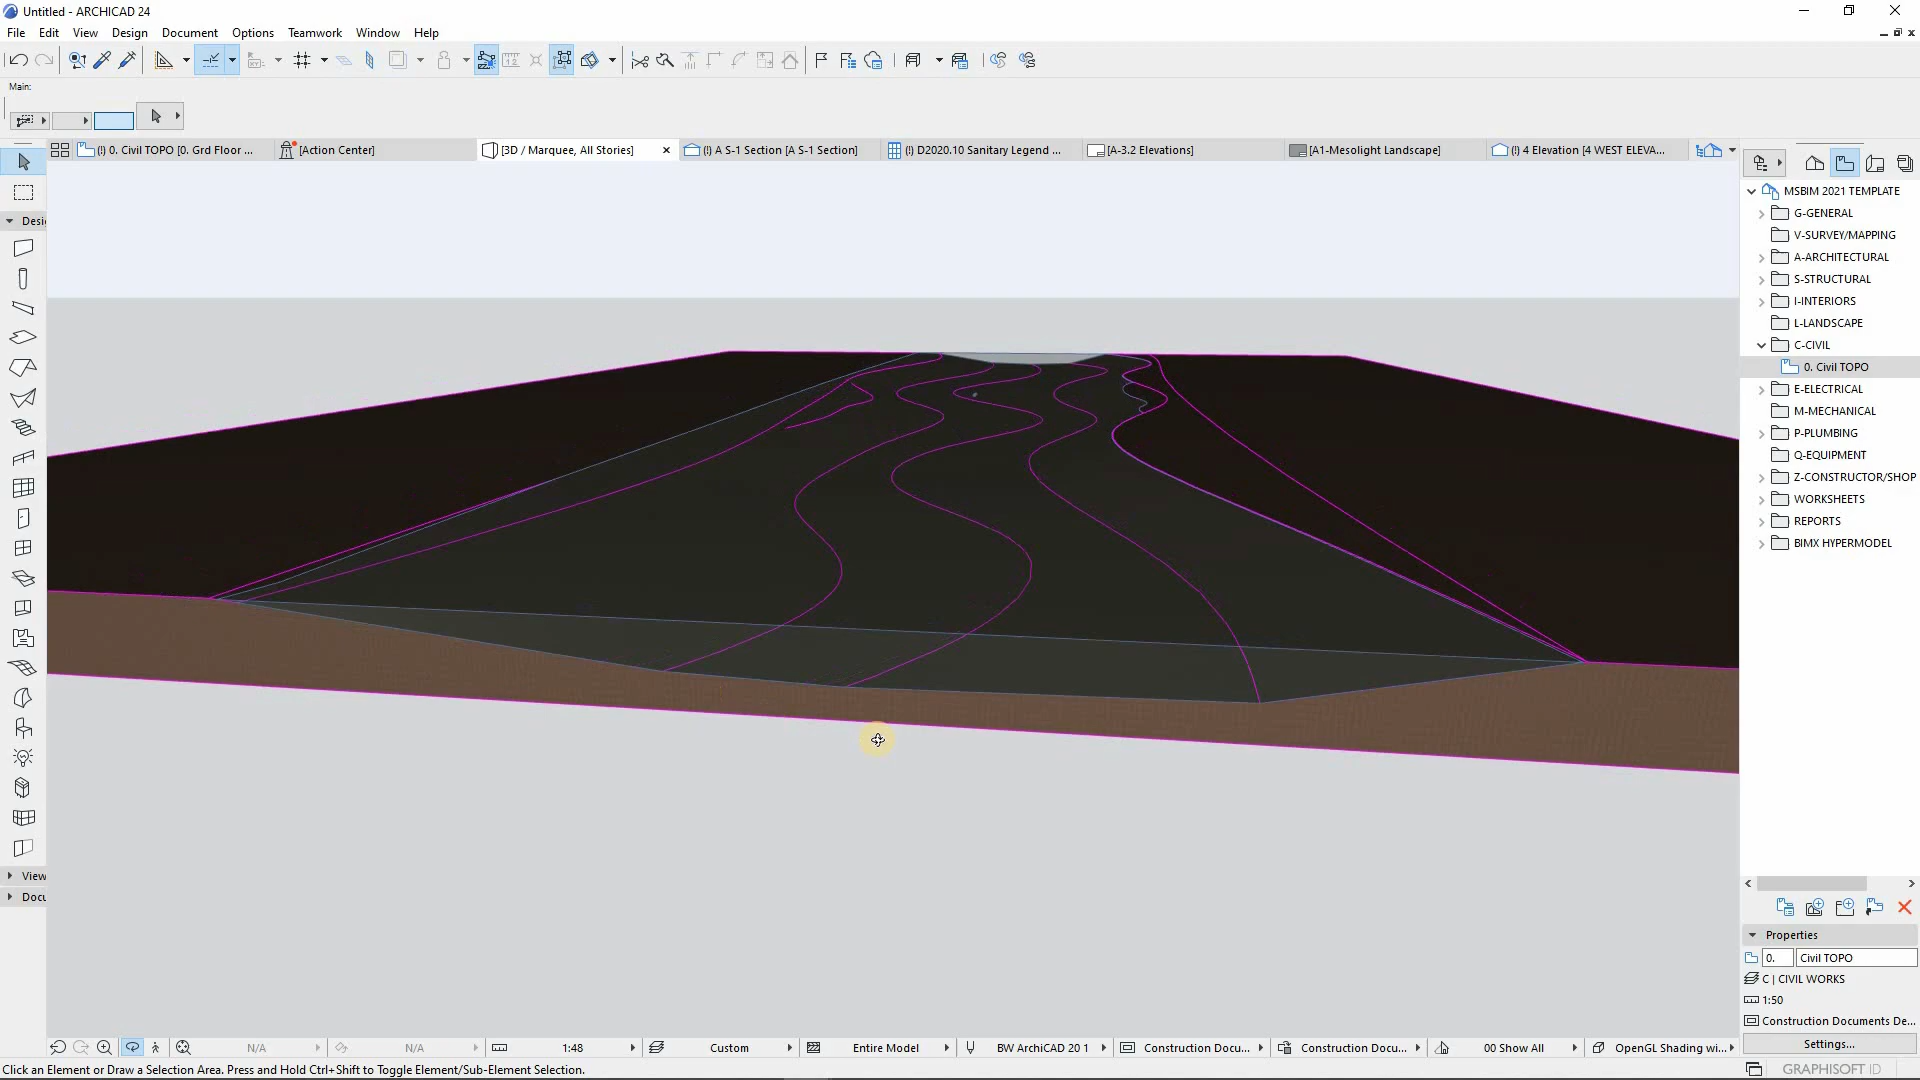 Untitled - ARCHICAD 24
File Edit View Design Document Options Teamwork Window Help
Main:
(!) 0. Civil TOPO [0. Grd Floor ...
[Action Center]
[3D / Marquee, All Stories]
(!) A S-1 Section [A S-1 Section]
(!) D2020.10 Sanitary Legend ...
[A-3.2 Elevations]
[A1-Mesolight Landscape]
(!) 4 Elevation [4 WEST ELEVA...
Desi
View
Docu
MSBIM 2021 TEMPLATE
G-GENERAL
V-SURVEY/MAPPING
A-ARCHITECTURAL
S-STRUCTURAL
I-INTERIORS
L-LANDSCAPE
C-CIVIL
0. Civil TOPO
E-ELECTRICAL
M-MECHANICAL
P-PLUMBING
Q-EQUIPMENT
Z-CONSTRUCTOR/SHOP
WORKSHEETS
REPORTS
BIMX HYPERMODEL
Properties
0. Civil TOPO
C | CIVIL WORKS
1:50
Construction Documents De...
Settings...
N/A N/A 1:48 Custom Entire Model BW ArchiCAD 20 1 Construction Docu... Construction Docu... 00 Show All OpenGL Shading wi...
Click an Element or Draw a Selection Area. Press and Hold Ctrl+Shift to Toggle Element/Sub-Element Selection.
GRAPHISOFT ID